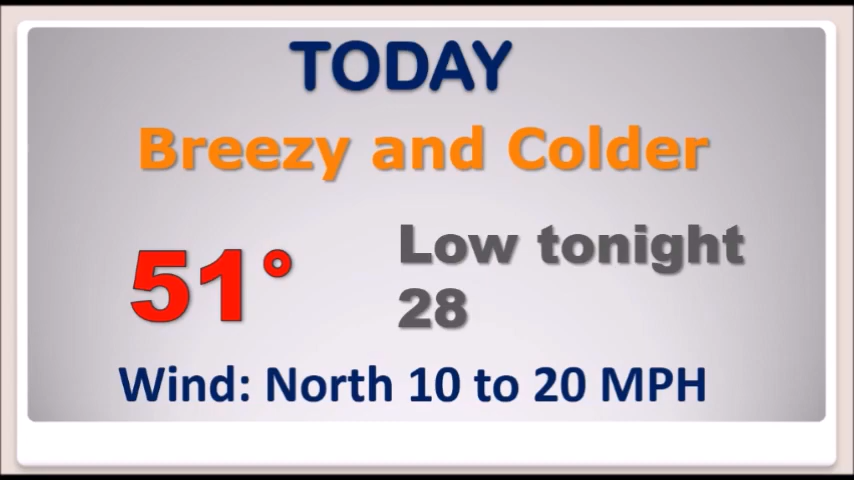 TODAY
Breezy and Colder
51°
Low tonight
28
Wind: North 10 to 20 MPH